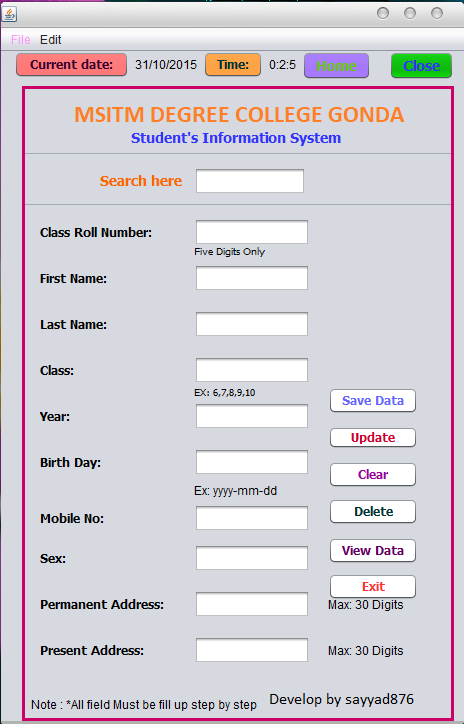 File Edit
Current date: 31/10/2015 Time: 0:2:5 Home Close
MSITM DEGREE COLLEGE GONDA
Student's Information System
Search here
Class Roll Number:
Five Digits Only
First Name:
Last Name:
Class:
EX: 6,7,8,9,10
Save Data
Year:
Update
Birth Day:
Clear
Ex: yyyy-mm-dd
Delete
Mobile No:
View Data
Sex:
Exit
Permanent Address: Max: 30 Digits
Present Address: Max: 30 Digits
Note : *All field Must be fill up step by step Develop by sayyad876